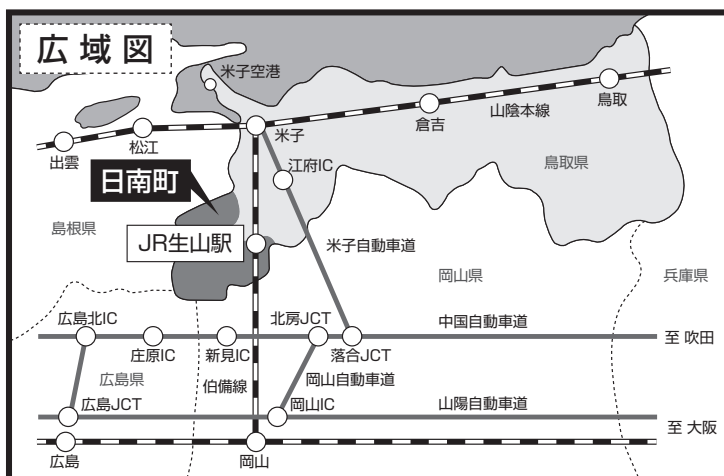 広域図
米子空港
鳥取
倉吉
山陰本線
米子
松江
出雲
江府IC
鳥取県
日南町
島根県
JR生山駅
米子自動車道
岡山県
兵庫県
広島北IC
北房JCT
中国自動車道
至 吹田
庄原IC
新見IC
落合JCT
広島県
伯備線
岡山自動車道
広島JCT
岡山IC
山陽自動車道
至 大阪
広島
岡山